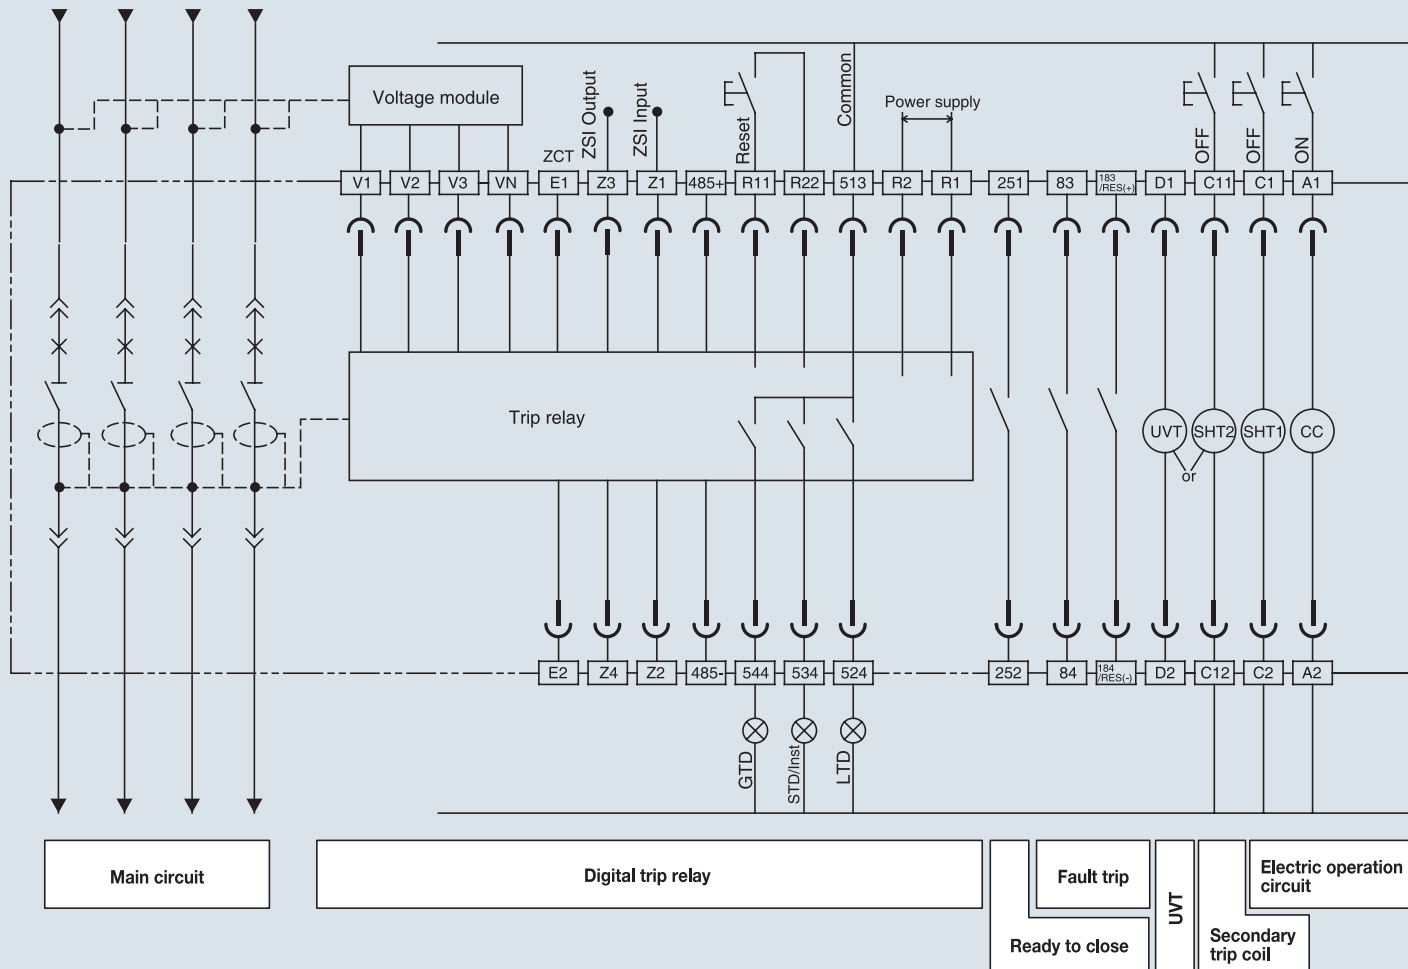 Voltage module
ZCT
ZSI Output
ZSI Input
Reset
Common
Power supply
OFF
OFF
ON
V1
V2
V3
VN
E1
Z3
Z1
485+
R11
R22
513
R2
R1
251
83
183
/RES(+)
D1
C11
C1
A1
Trip relay
UVT
SHT2
SHT1
CC
or
E2
Z4
Z2
485-
544
534
524
252
84
184
/RES(-)
D2
C12
C2
A2
GTD
STD/Inst
LTD
Main circuit
Digital trip relay
Fault trip
Ready to close
UVT
Secondary
trip coil
Electric operation
circuit